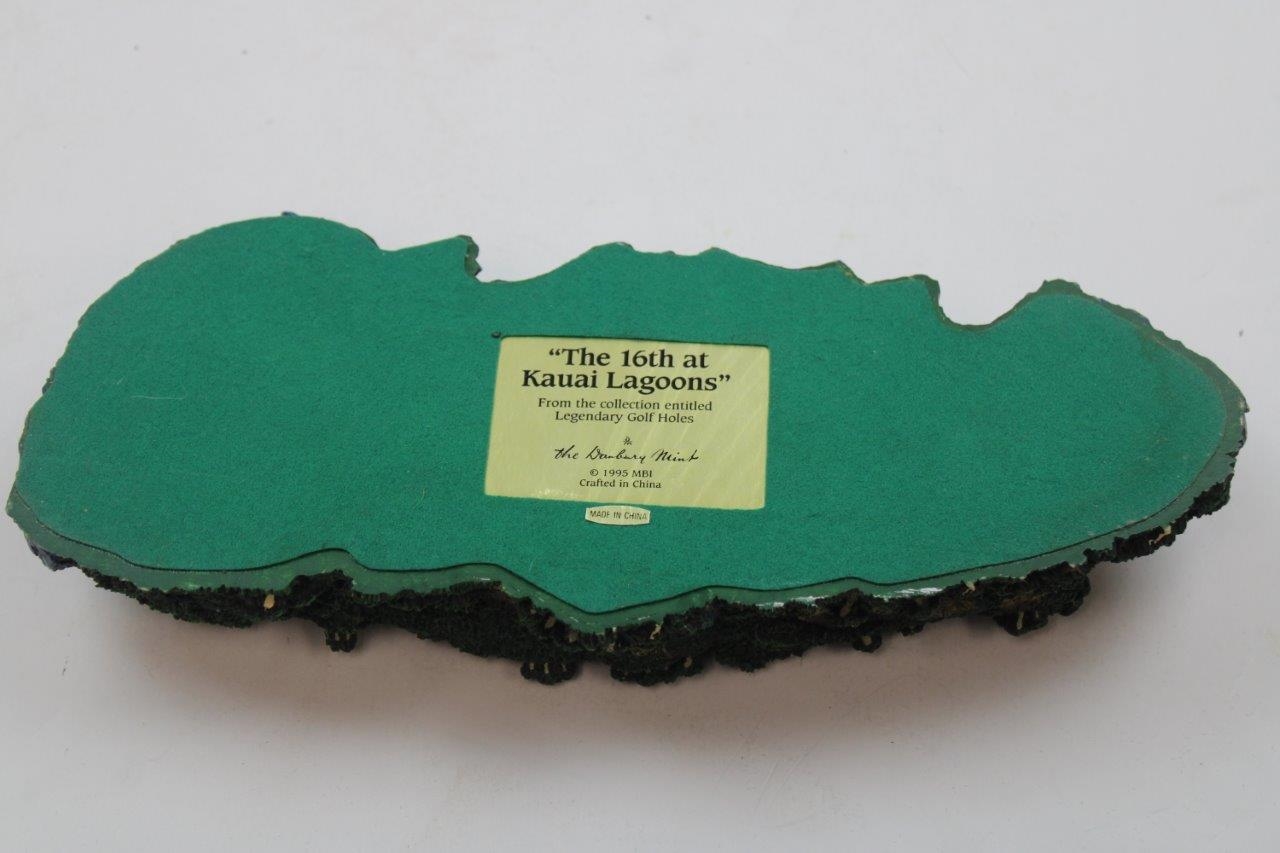 “The 16th at
Kauai Lagoons”
From the collection entitled
Legendary Golf Holes
the Danbury Mint
© 1995 MBI
Crafted in China
MADE IN CHINA